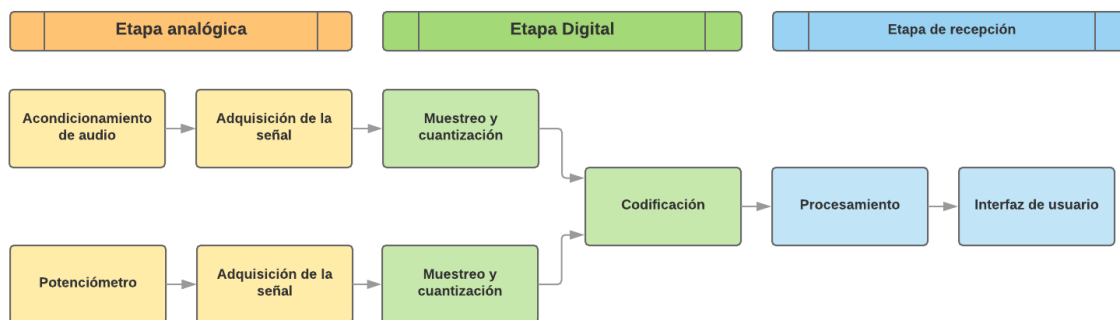 Etapa analógica
Etapa Digital
Etapa de recepción
Acondicionamiento
de audio
Adquisición de la
señal
Muestreo y
cuantización
Codificación
Procesamiento
Interfaz de usuario
Potenciómetro
Adquisición de la
señal
Muestreo y
cuantización